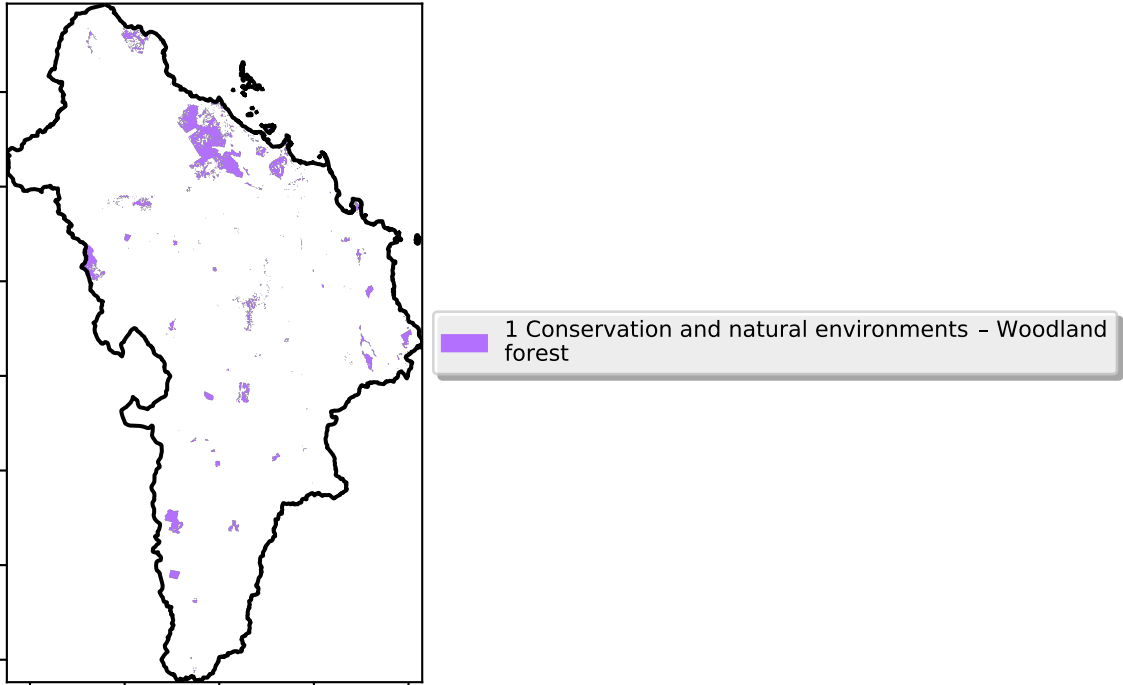 1 Conservation and natural environments – Woodland
forest